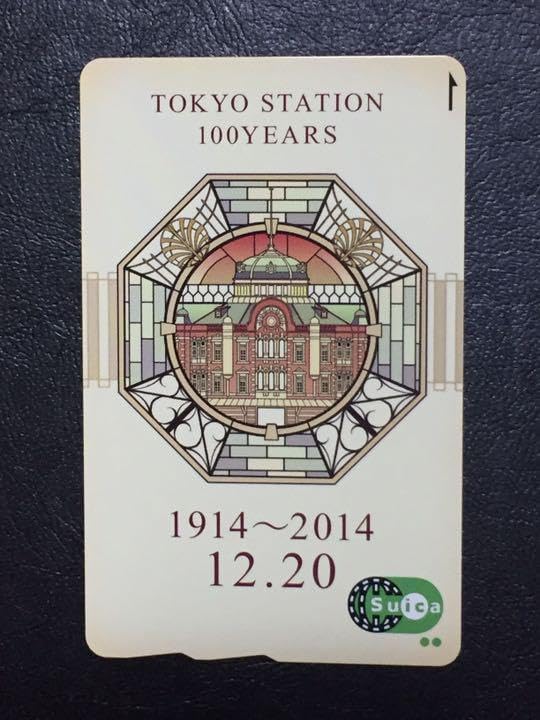 TOKYO STATION
100YEARS
1914～2014
12.20
Suica